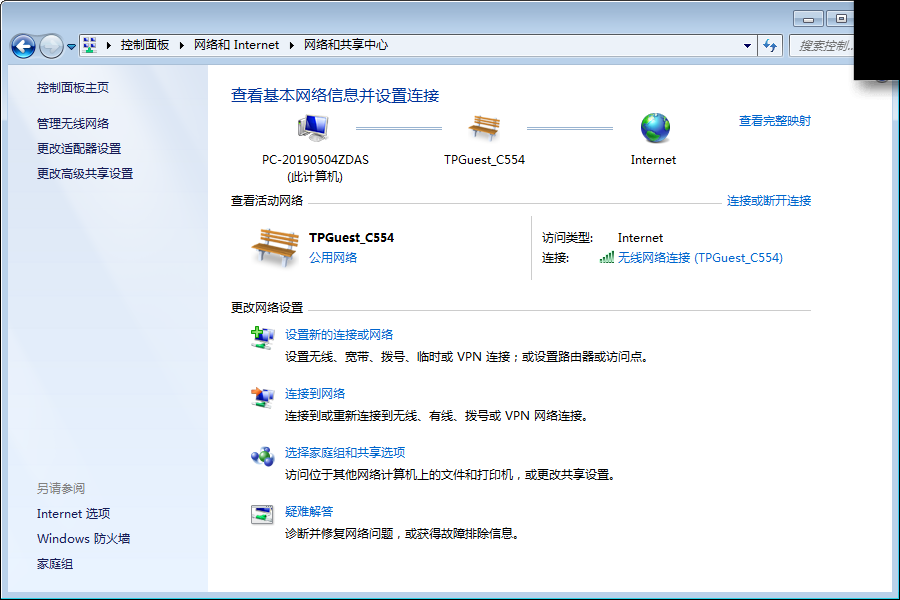 控制面板 ▸ 网络和 Internet ▸ 网络和共享中心
搜索控制...
控制面板主页
管理无线网络
更改适配器设置
更改高级共享设置
查看基本网络信息并设置连接
查看完整映射
PC-20190504ZDAS
(此计算机)
TPGuest_C554
Internet
查看活动网络
连接或断开连接
TPGuest_C554
公用网络
访问类型: Internet
连接: 无线网络连接 (TPGuest_C554)
更改网络设置
设置新的连接或网络
设置无线、宽带、拨号、临时或 VPN 连接；或设置路由器或访问点。
连接到网络
连接到或重新连接到无线、有线、拨号或 VPN 网络连接。
选择家庭组和共享选项
访问位于其他网络计算机上的文件和打印机，或更改共享设置。
疑难解答
诊断并修复网络问题，或获得故障排除信息。
另请参阅
Internet 选项
Windows 防火墙
家庭组